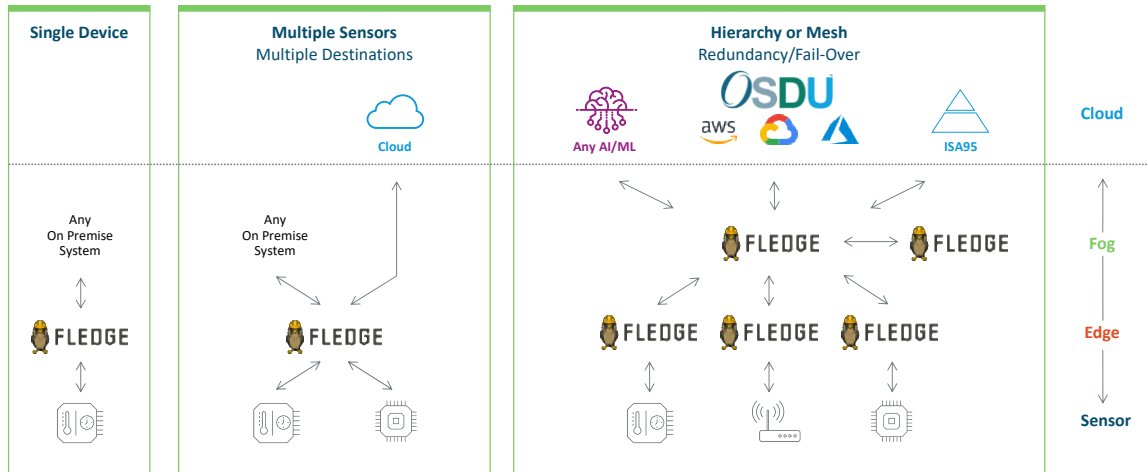 Single Device
Multiple Sensors
Multiple Destinations
Hierarchy or Mesh
Redundancy/Fail-Over
OSDU
aws
Cloud
Any AI/ML
ISA95
Cloud
Any
On Premise
System
Any
On Premise
System
FLEDGE
FLEDGE
Fog
FLEDGE
FLEDGE
FLEDGE
FLEDGE
FLEDGE
Edge
Sensor